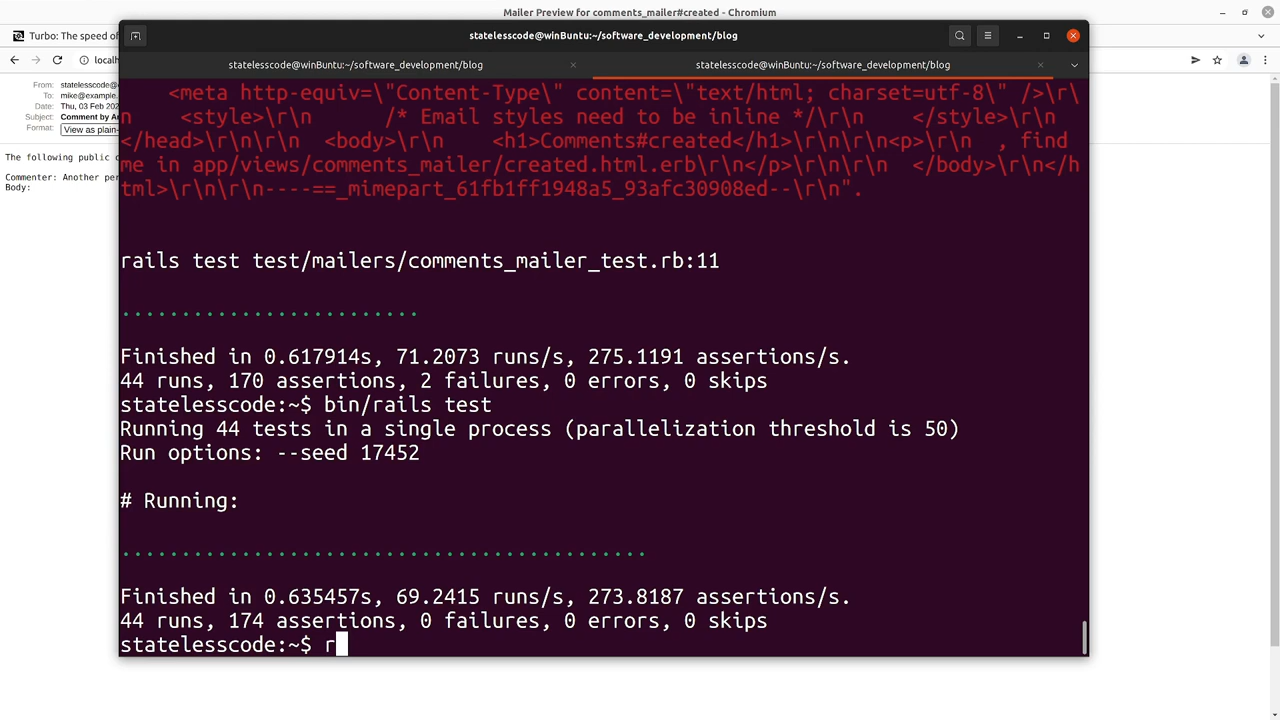 Mailer Preview for comments_mailer#created - Chromium
Turbo: The speed of
statelesscode@winBuntu:~/software_development/blog
statelesscode@winBuntu:~/software_development/blog
statelesscode@winBuntu:~/software_development/blog
localh
From: statelesscode@
To: mike@example.
Date: Thu, 03 Feb 202
Subject: Comment by A
Format: View as plain-
The following public c
Commenter: Another per
Body:
<meta http-equiv=\"Content-Type\" content=\"text/html; charset=utf-8\" />\r\
n    <style>\r\n      /* Email styles need to be inline */\r\n    </style>\r\n
</head>\r\n\r\n  <body>\r\n    <h1>Comments#created</h1>\r\n\r\n<p>\r\n  , find
me in app/views/comments_mailer/created.html.erb\r\n</p>\r\n\r\n  </body>\r\n</h
tml>\r\n\r\n----==_mimepart_61fb1ff1948a5_93afc30908ed--\r\n".
rails test test/mailers/comments_mailer_test.rb:11
.........................
Finished in 0.617914s, 71.2073 runs/s, 275.1191 assertions/s.
44 runs, 170 assertions, 2 failures, 0 errors, 0 skips
statelesscode:~$ bin/rails test
Running 44 tests in a single process (parallelization threshold is 50)
Run options: --seed 17452
# Running:
............................................
Finished in 0.635457s, 69.2415 runs/s, 273.8187 assertions/s.
44 runs, 174 assertions, 0 failures, 0 errors, 0 skips
statelesscode:~$ r